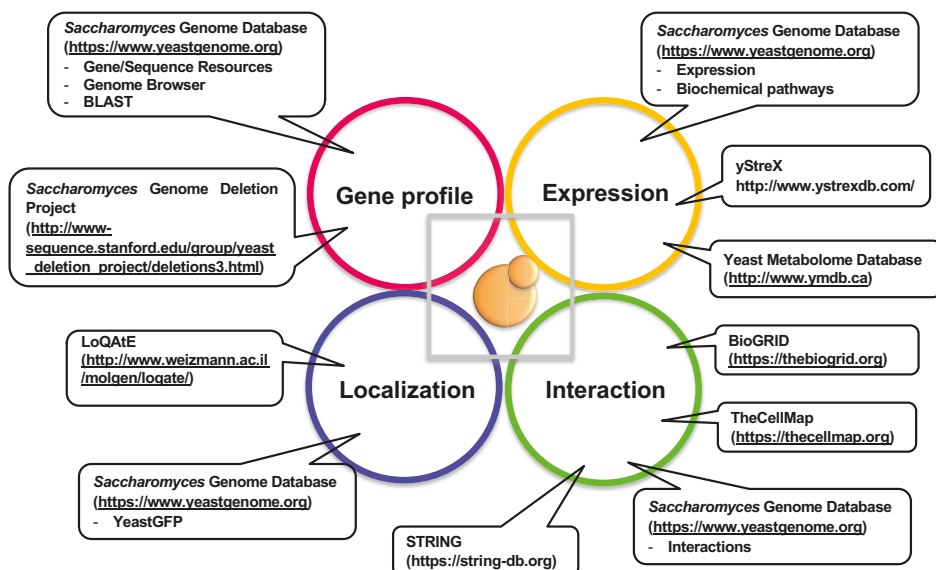 Saccharomyces Genome Database
(https://www.yeastgenome.org)
- Gene/Sequence Resources
- Genome Browser
- BLAST
Saccharomyces Genome Database
(https://www.yeastgenome.org)
- Expression
- Biochemical pathways
Gene profile
Expression
yStreX
http://www.ystrexdb.com/
Saccharomyces Genome Deletion
Project
(http://www-
sequence.stanford.edu/group/yeast
_deletion_project/deletions3.html)
Yeast Metabolome Database
(http://www.ymdb.ca)
LoQAtE
(http://www.weizmann.ac.il
/molgen/loqate/)
Localization
Interaction
BioGRID
(https://thebiogrid.org)
TheCellMap
(https://thecellmap.org)
Saccharomyces Genome Database
(https://www.yeastgenome.org)
- YeastGFP
STRING
(https://string-db.org)
Saccharomyces Genome Database
(https://www.yeastgenome.org)
- Interactions